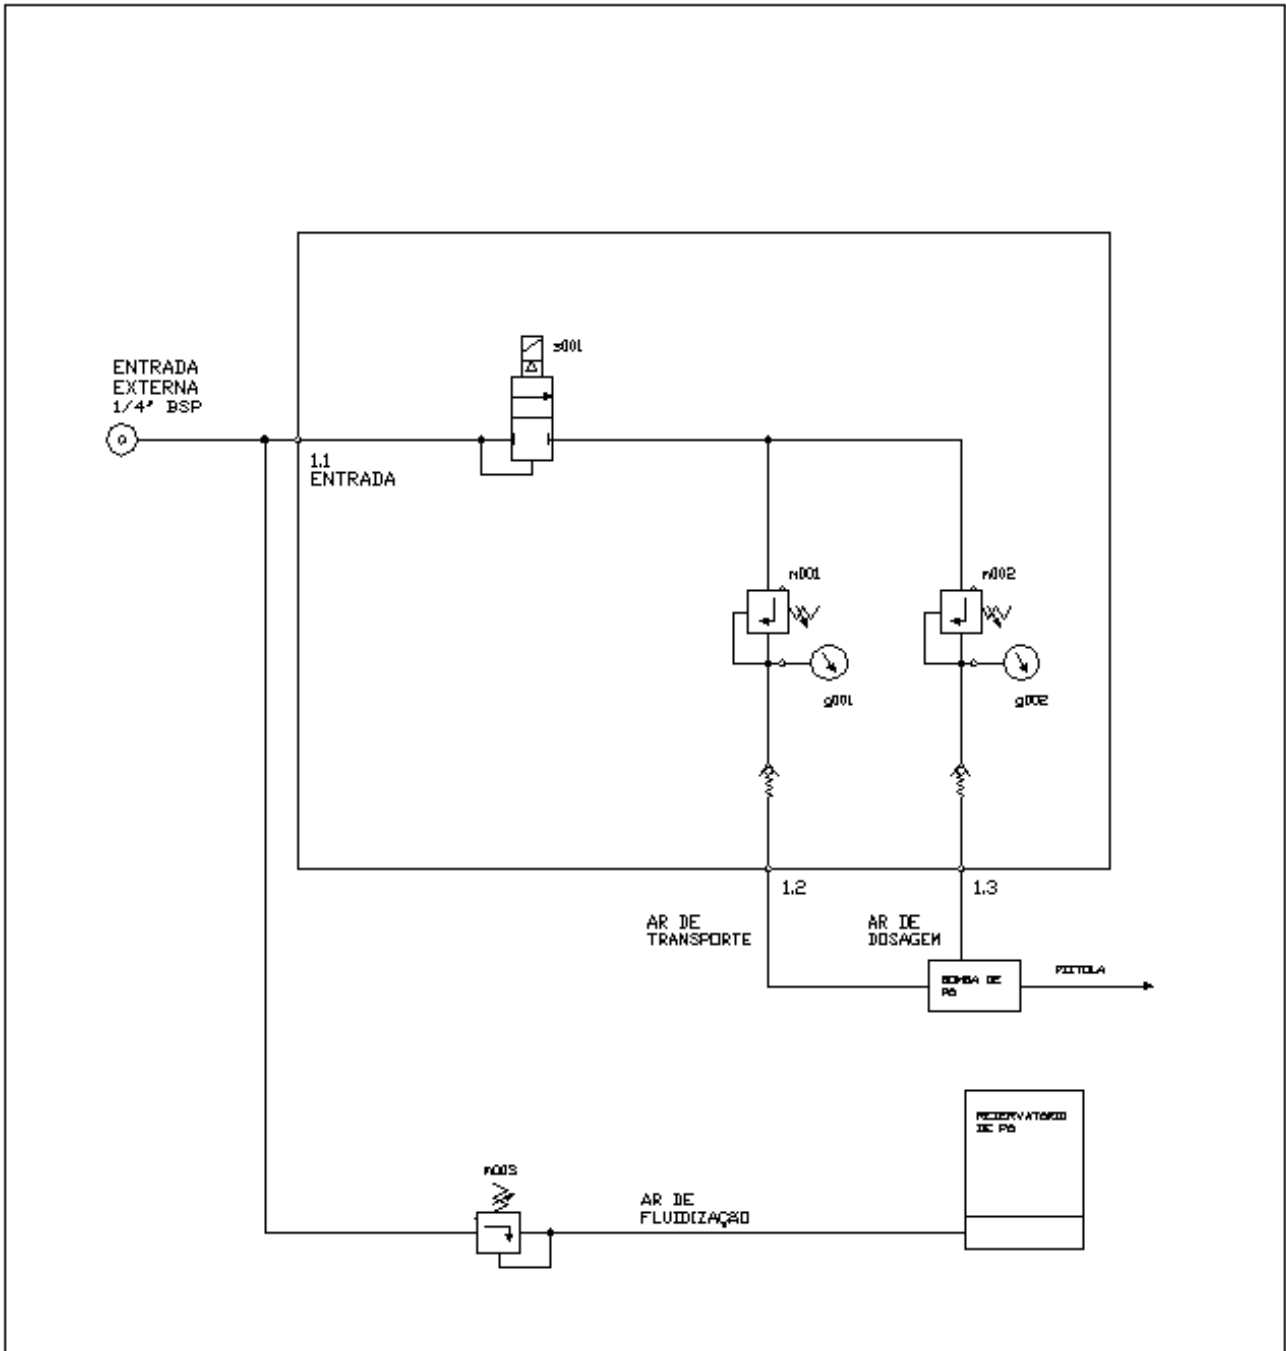 s001
ENTRADA
EXTERNA
1/4" BSP
1.1
ENTRADA
r001
r002
g001
g002
1.2
1.3
AR DE
TRANSPORTE
AR DE
DOSAGEM
BOMBA DE
PÓ
PISTOLA
RESERVATÓRIO
DE PÓ
r003
AR DE
FLUIDIZAÇÃO